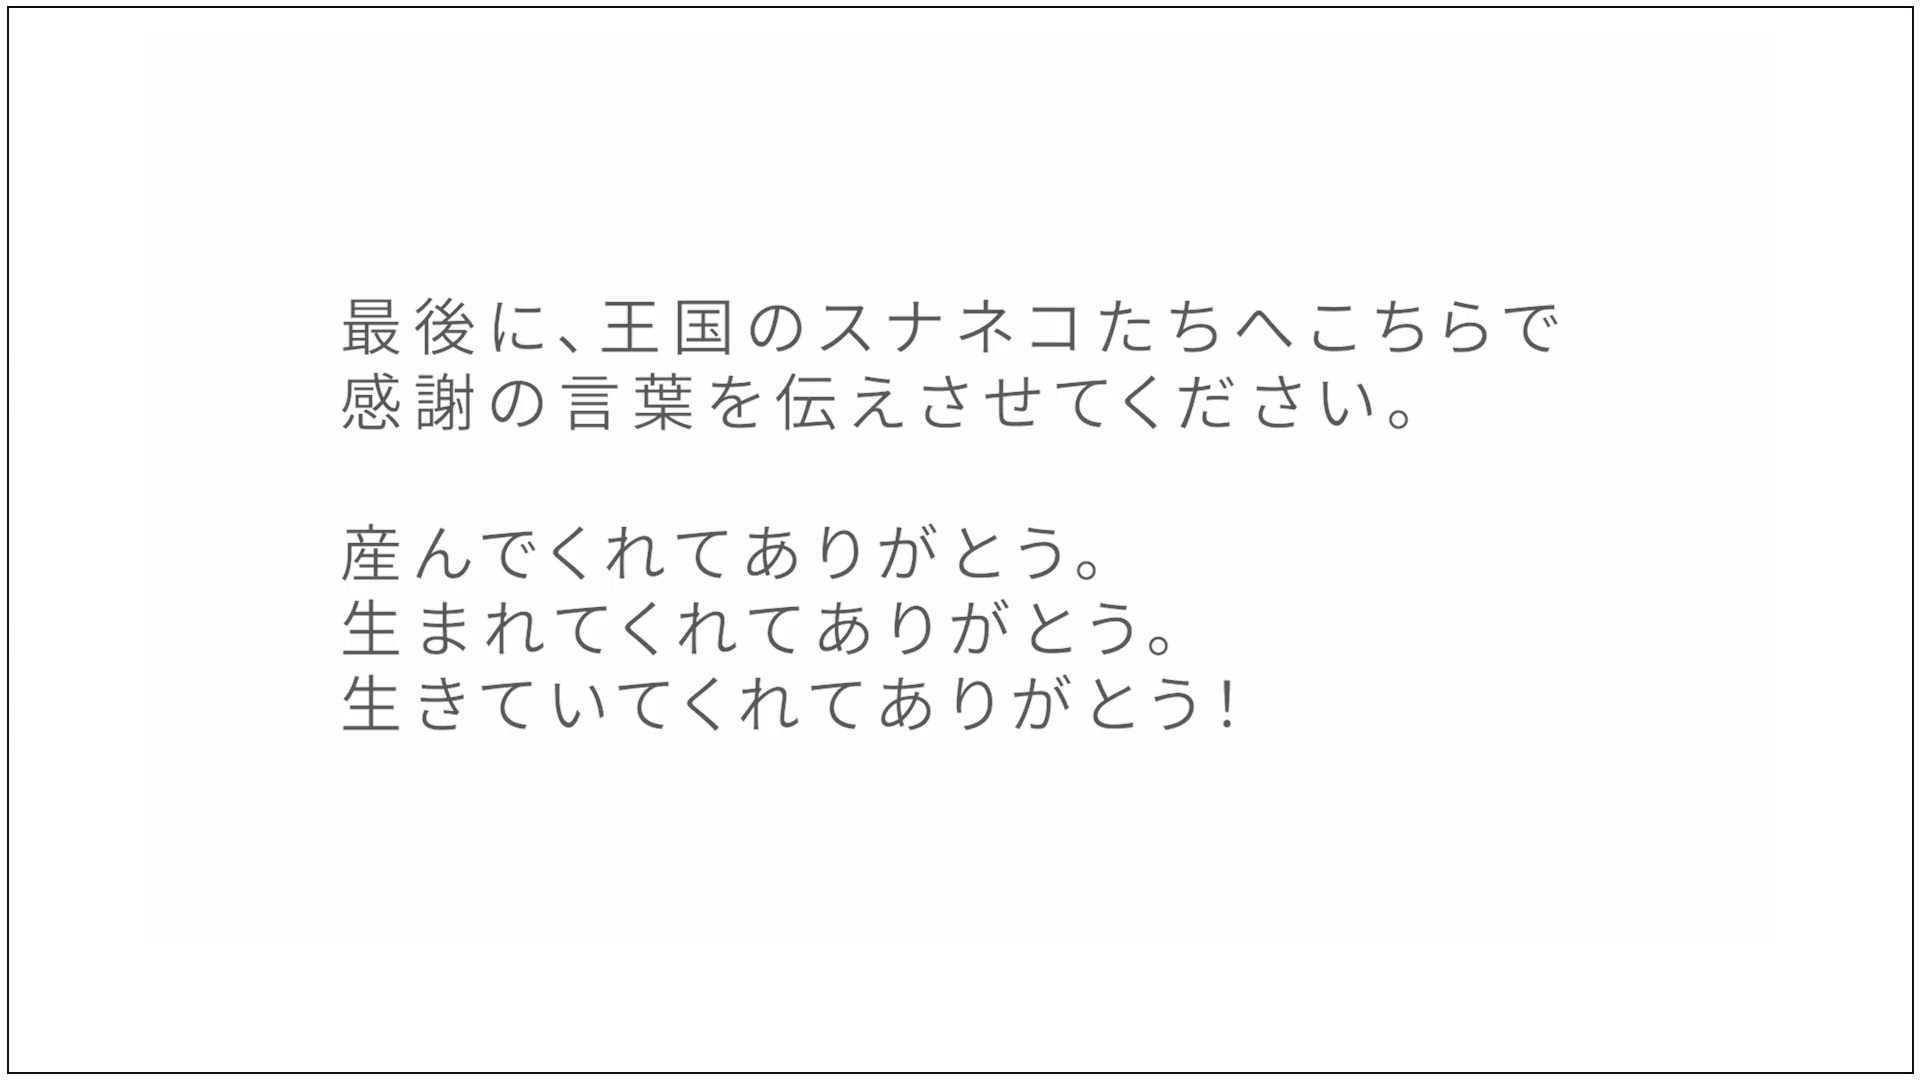 最後に、王国のスナネコたちへこちらで
感謝の言葉を伝えさせてください。
産んでくれてありがとう。
生まれてくれてありがとう。
生きていてくれてありがとう！